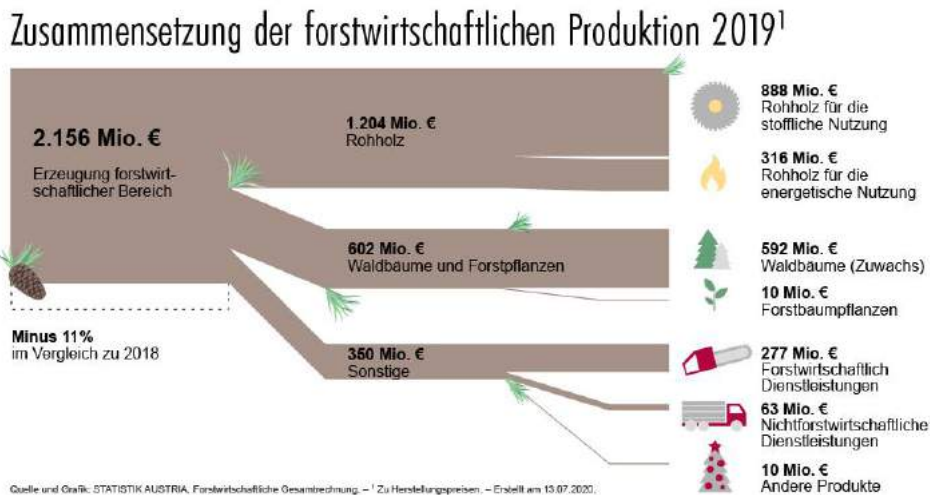 Zusammensetzung der forstwirtschaftlichen Produktion 2019¹
2.156 Mio. €
Erzeugung forstwirt-
schaftlicher Bereich
Minus 11%
im Vergleich zu 2018
1.204 Mio. €
Rohholz
602 Mio. €
Waldbäume und Forstpflanzen
350 Mio. €
Sonstige
888 Mio. €
Rohholz für die
stoffliche Nutzung
316 Mio. €
Rohholz für die
energetische Nutzung
592 Mio. €
Waldbäume (Zuwachs)
10 Mio. €
Forstbaumpflanzen
277 Mio. €
Forstwirtschaftlich
Dienstleistungen
63 Mio. €
Nichtforstwirtschaftliche
Dienstleistungen
10 Mio. €
Andere Produkte
Quelle und Grafik: STATISTIK AUSTRIA, Forstwirtschaftliche Gesamtrechnung. – ¹ Zu Herstellungspreisen. – Erstellt am 13.07.2020.